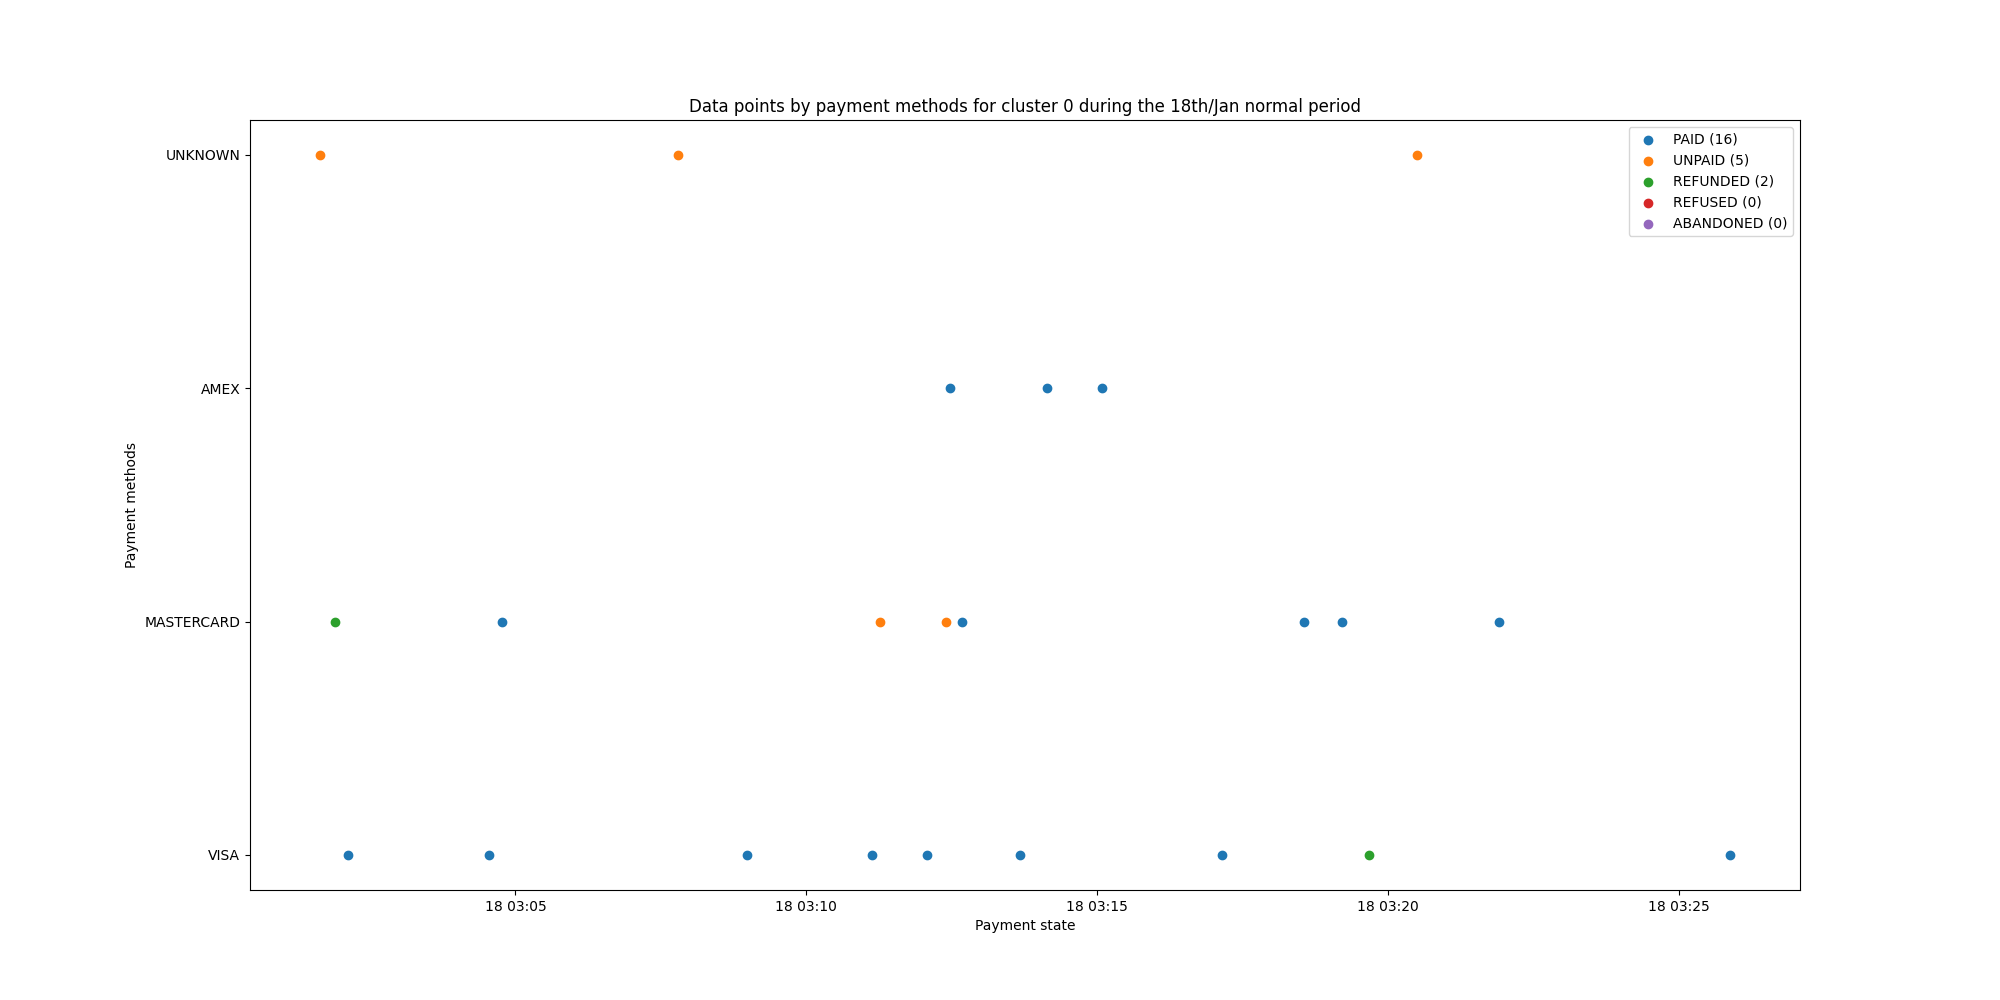 Data points by payment methods for cluster 0 during the 18th/Jan normal period
PAID (16)
UNPAID (5)
REFUNDED (2)
REFUSED (0)
ABANDONED (0)
Payment methods
UNKNOWN
AMEX
MASTERCARD
VISA
18 03:05 18 03:10 18 03:15 18 03:20 18 03:25
Payment state